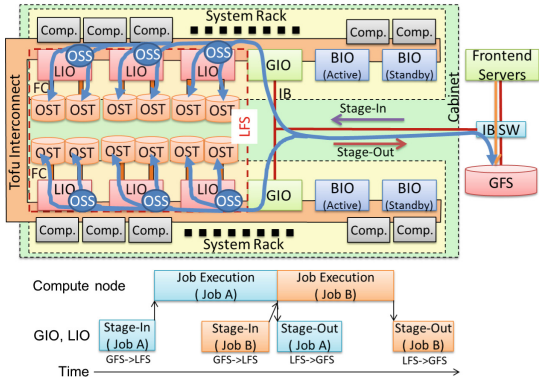 System Rack
Comp. Comp. Comp. Comp. Comp.
OSS OSS OSS
LIO LIO LIO
GIO
BIO
(Active)
BIO
(Standby)
Frontend
Servers
Cabinet
Tofu Interconnect
FC
IB
OST OST OST OST OST OST
LFS
Stage-In
IB SW
Stage-Out
OST OST OST OST OST OST
FC
GFS
LIO LIO LIO
OSS OSS OSS
GIO
BIO
(Active)
BIO
(Standby)
Comp. Comp. Comp. Comp. Comp.
System Rack
Compute node
Job Execution
( Job A)
Job Execution
( Job B)
GIO, LIO
Stage-In
( Job A)
Stage-In
( Job B)
Stage-Out
( Job A)
Stage-Out
( Job B)
GFS->LFS
GFS->LFS
LFS->GFS
LFS->GFS
Time